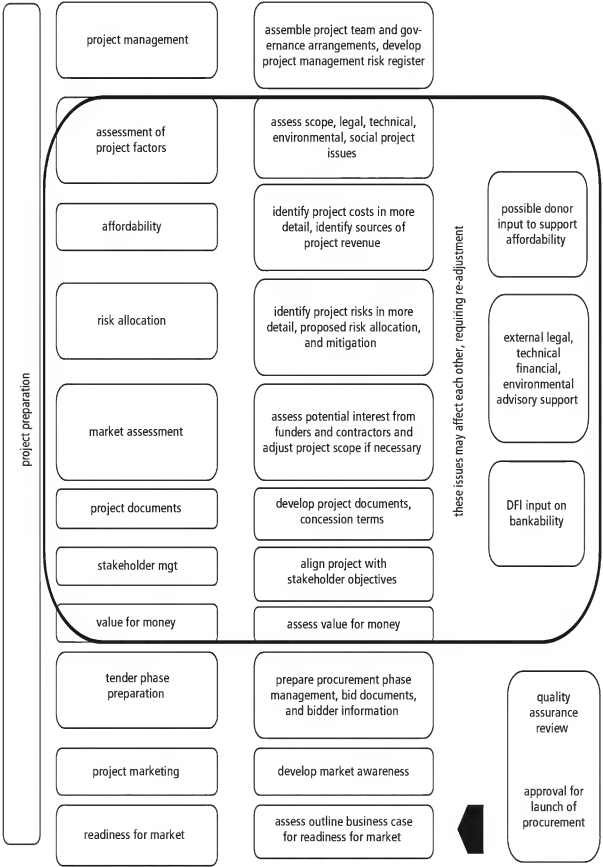 project preparation
project management
assemble project team and gov-
ernance arrangements, develop
project management risk register
assessment of
project factors
assess scope, legal, technical,
environmental, social project
issues
affordability
identify project costs in more
detail, identify sources of
project revenue
risk allocation
identify project risks in more
detail, proposed risk allocation,
and mitigation
market assessment
assess potential interest from
funders and contractors and
adjust project scope if necessary
project documents
develop project documents,
concession terms
stakeholder mgt
align project with
stakeholder objectives
value for money
assess value for money
these issues may affect each other, requiring re-adjustment
possible donor
input to support
affordability
external legal,
technical
financial,
environmental
advisory support
DFI input on
bankability
tender phase
preparation
prepare procurement phase
management, bid documents,
and bidder information
project marketing
develop market awareness
readiness for market
assess outline business case
for readiness for market
quality
assurance
review
approval for
launch of
procurement